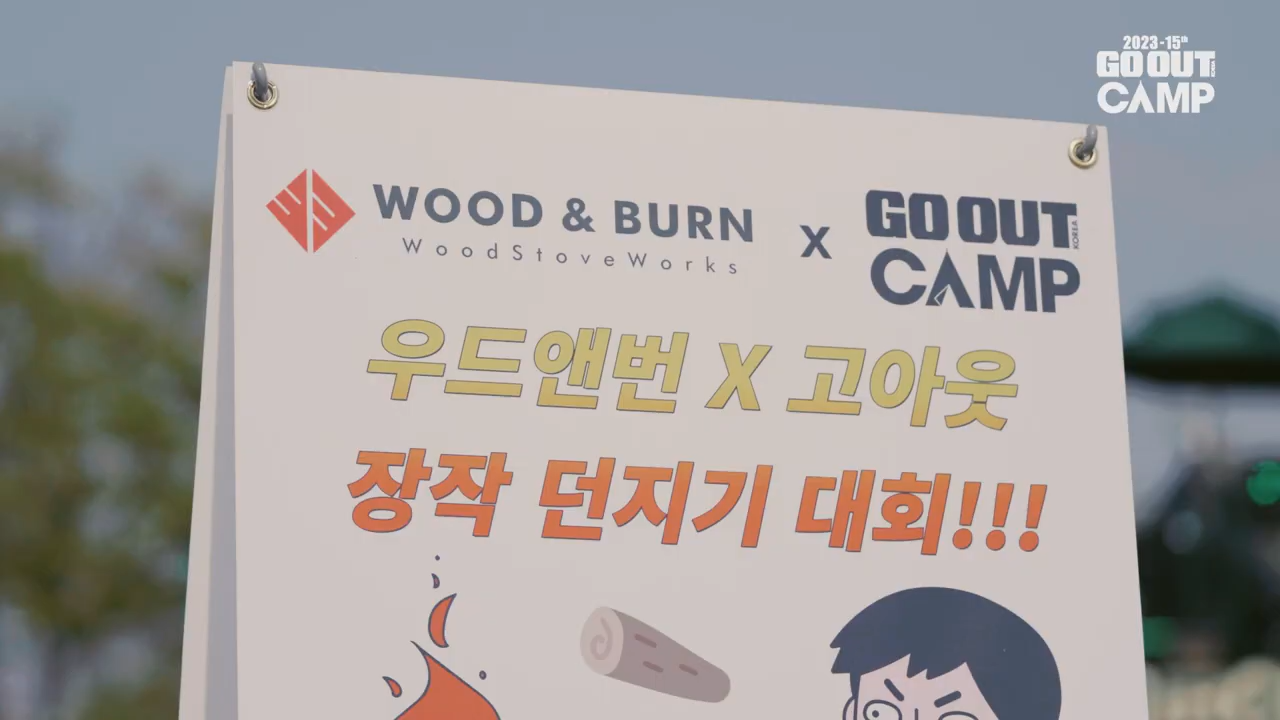 2023-15th
GO OUT KOREA
CAMP
WOOD & BURN
WoodStoveWorks
X
GO OUT KOREA
CAMP
우드앤번 X 고아웃
장작 던지기 대회!!!